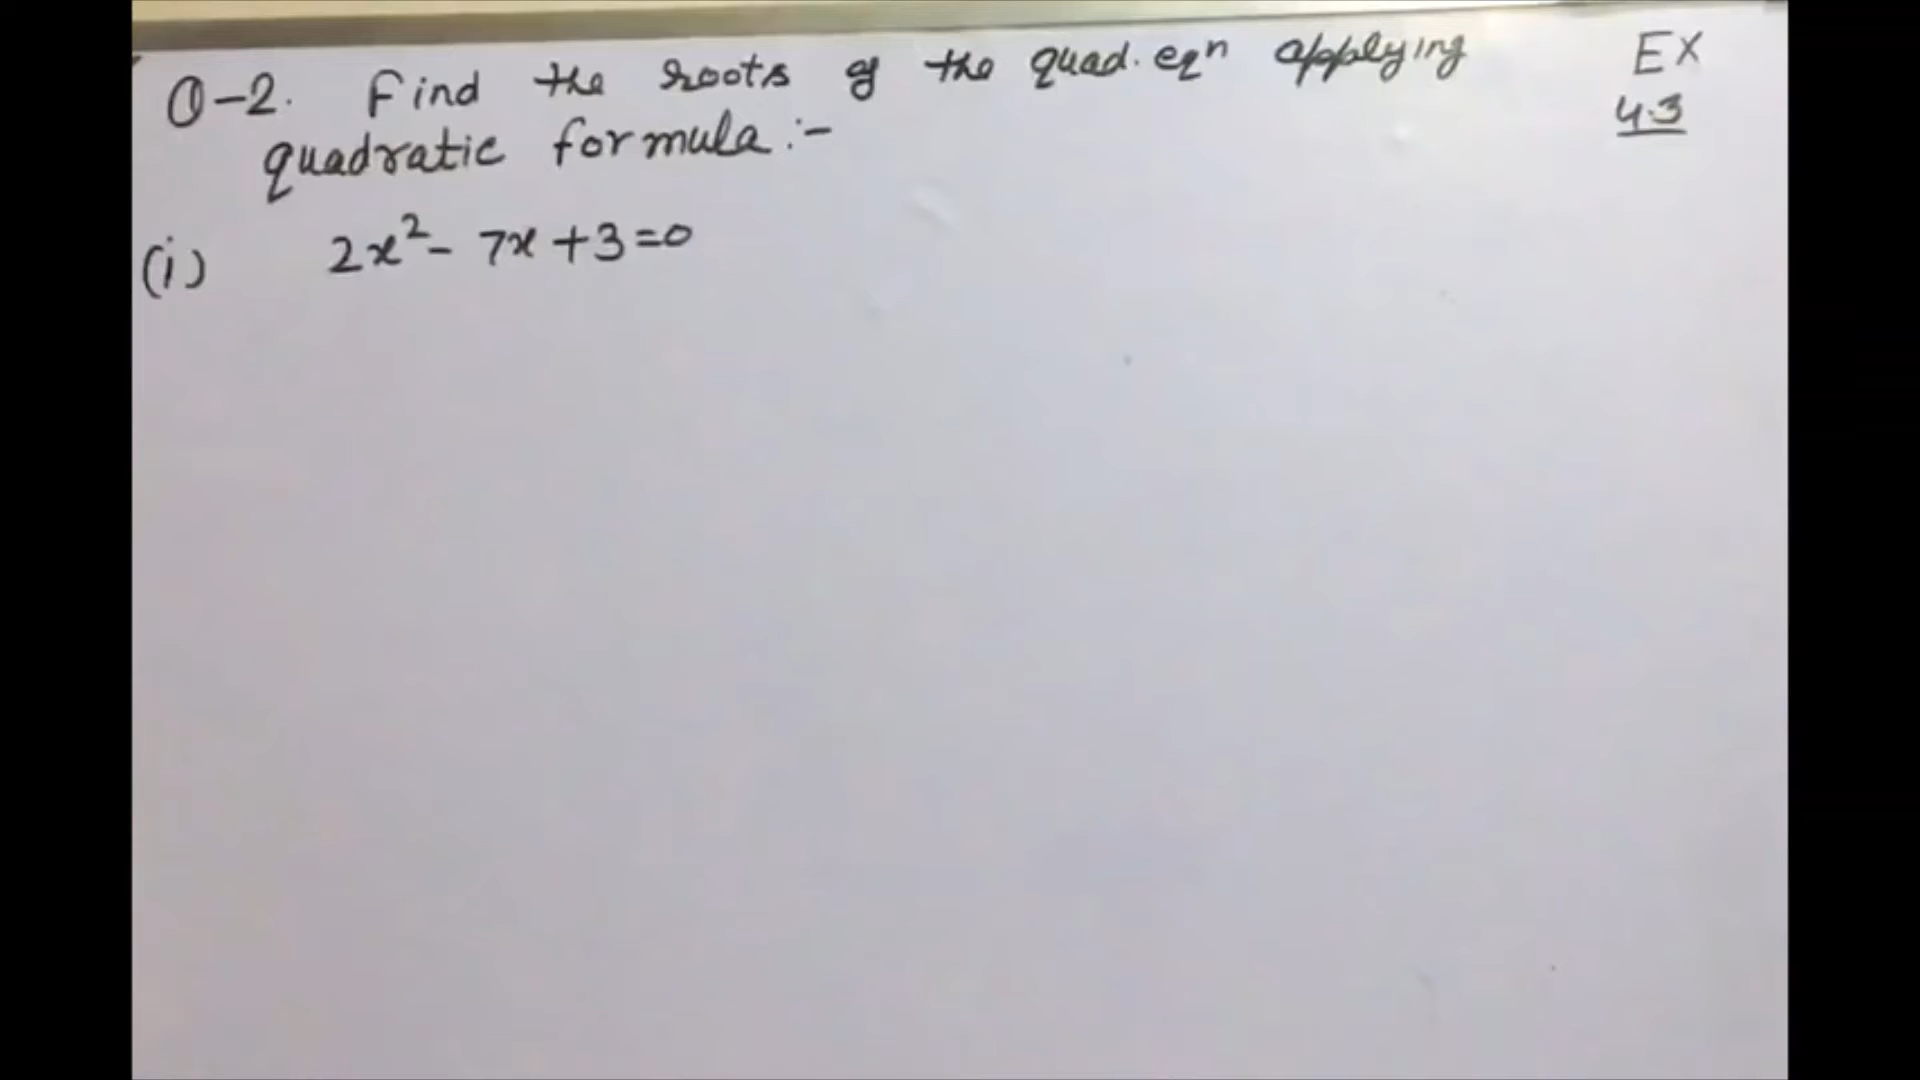 Q-2. Find the roots of the quad. eqⁿ applying
quadratic formula :-
EX
4.3
(i) 2x² - 7x + 3 = 0